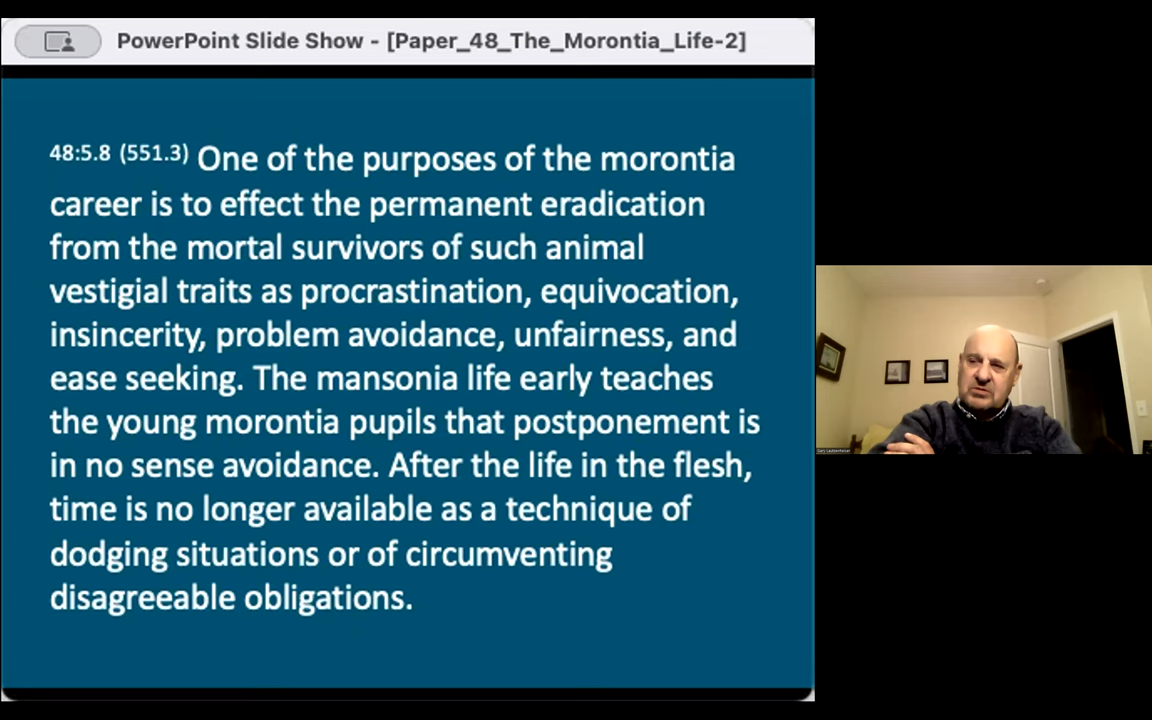 PowerPoint Slide Show - [Paper_48_The_Morontia_Life-2]
48:5.8 (551.3) One of the purposes of the morontia
career is to effect the permanent eradication
from the mortal survivors of such animal
vestigial traits as procrastination, equivocation,
insincerity, problem avoidance, unfairness, and
ease seeking. The mansonia life early teaches
the young morontia pupils that postponement is
in no sense avoidance. After the life in the flesh,
time is no longer available as a technique of
dodging situations or of circumventing
disagreeable obligations.